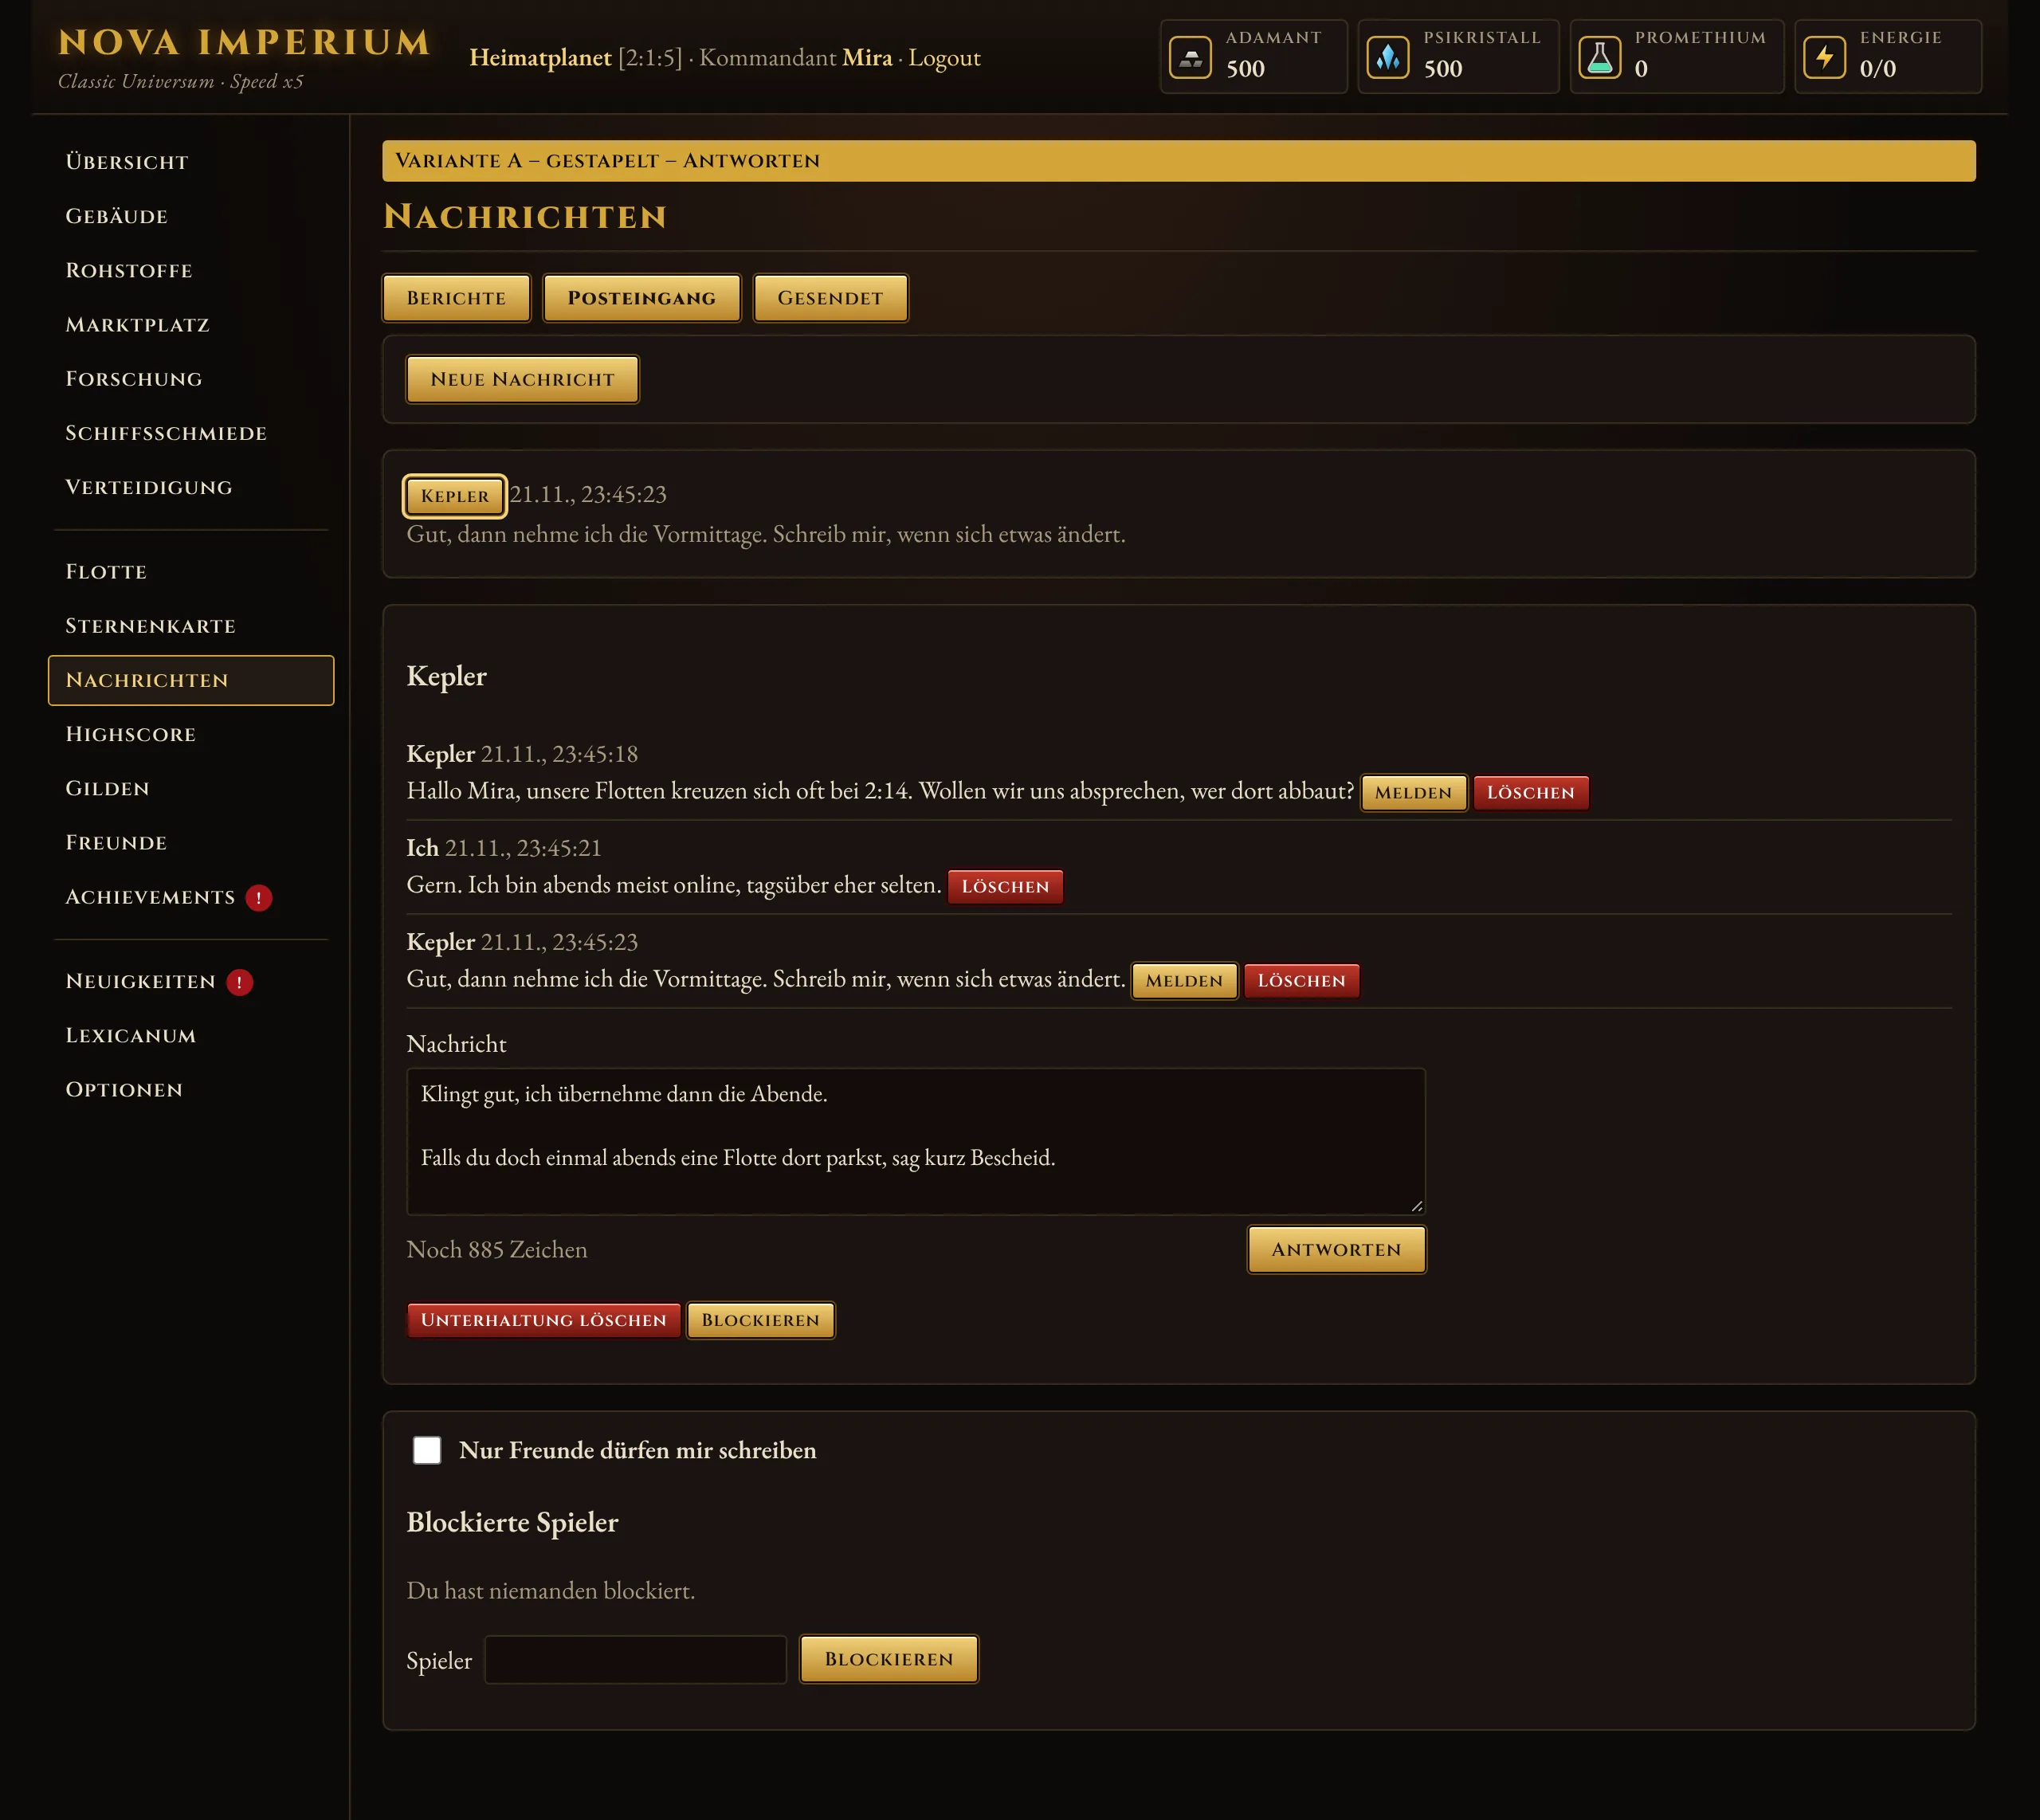 NOVA IMPERIUM
Classic Universum · Speed x5
Heimatplanet [2:1:5] · Kommandant Mira · Logout
ADAMANT
500
PSIKRISTALL
500
PROMETHIUM
0
ENERGIE
0/0
Übersicht
Gebäude
Rohstoffe
Marktplatz
Forschung
Schiffsschmiede
Verteidigung
Flotte
Sternenkarte
Nachrichten
Highscore
Gilden
Freunde
Achievements !
Neuigkeiten !
Lexicanum
Optionen
Variante A – gestapelt – Antworten
Nachrichten
Berichte
Posteingang
Gesendet
Neue Nachricht
Kepler 21.11., 23:45:23
Gut, dann nehme ich die Vormittage. Schreib mir, wenn sich etwas ändert.
Kepler
Kepler 21.11., 23:45:18
Hallo Mira, unsere Flotten kreuzen sich oft bei 2:14. Wollen wir uns absprechen, wer dort abbaut? Melden Löschen
Ich 21.11., 23:45:21
Gern. Ich bin abends meist online, tagsüber eher selten. Löschen
Kepler 21.11., 23:45:23
Gut, dann nehme ich die Vormittage. Schreib mir, wenn sich etwas ändert. Melden Löschen
Nachricht
Klingt gut, ich übernehme dann die Abende.
Falls du doch einmal abends eine Flotte dort parkst, sag kurz Bescheid.
Noch 885 Zeichen
Antworten
Unterhaltung löschen
Blockieren
Nur Freunde dürfen mir schreiben
Blockierte Spieler
Du hast niemanden blockiert.
Spieler
Blockieren